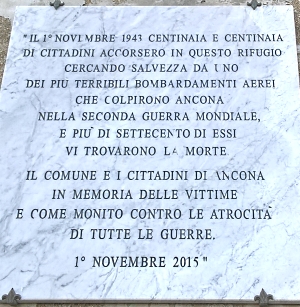 "IL 1° NOVEMBRE 1943 CENTINAIA E CENTINAIA
DI CITTADINI ACCORSERO IN QUESTO RIFUGIO
CERCANDO SALVEZZA DA UNO
DEI PIÙ TERRIBILI BOMBARDAMENTI AEREI
CHE COLPIRONO ANCONA
NELLA SECONDA GUERRA MONDIALE,
E PIÙ DI SETTECENTO DI ESSI
VI TROVARONO LA MORTE
IL COMUNE E I CITTADINI DI ANCONA
IN MEMORIA DELLE VITTIME
E COME MONITO CONTRO LE ATROCITÀ
DI TUTTE LE GUERRE.
1° NOVEMBRE 2015"